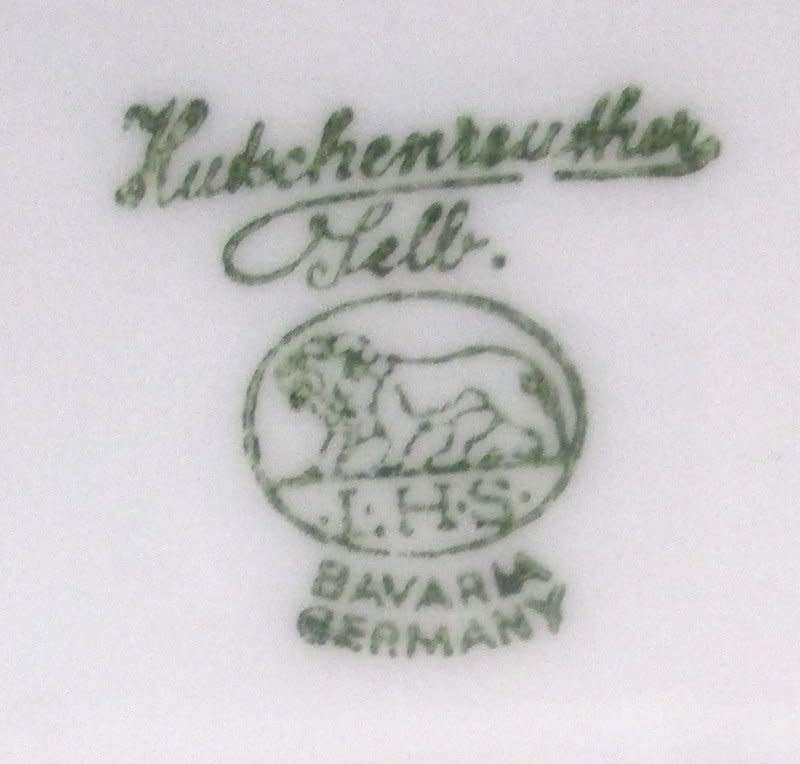 Hutschenreuther
Selb.
·L·H·S·
BAVARIA
GERMANY